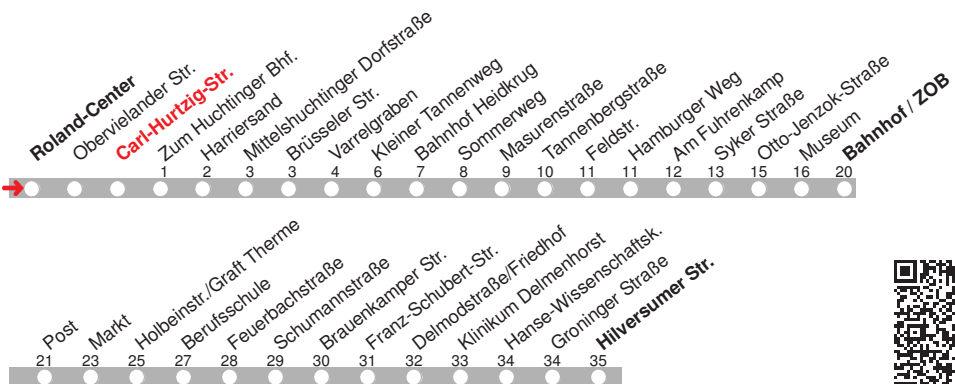 Roland-Center
Obervielander Str.
Carl-Hurtzig-Str.
Zum Huchtinger Bhf.
Harriersand
Mittelshuchtinger Dorfstraße
Brüsseler Str.
Varrelgraben
Kleiner Tannenweg
Bahnhof Heidkrug
Sommerweg
Masurenstraße
Tannenbergstraße
Feldstr.
Hamburger Weg
Am Fuhrenkamp
Syker Straße
Otto-Jenzok-Straße
Museum
Bahnhof / ZOB
1 2 3 3 4 6 7 8 9 10 11 11 12 13 15 16 20
Post
Markt
Holbeinstr./Graft Therme
Berufsschule
Feuerbachstraße
Schumannstraße
Brauenkamper Str.
Franz-Schubert-Str.
Delmodstraße/Friedhof
Klinikum Delmenhorst
Hanse-Wissenschaftsk.
Groninger Straße
Hilversumer Str.
21 23 25 27 28 29 30 31 32 33 34 34 35